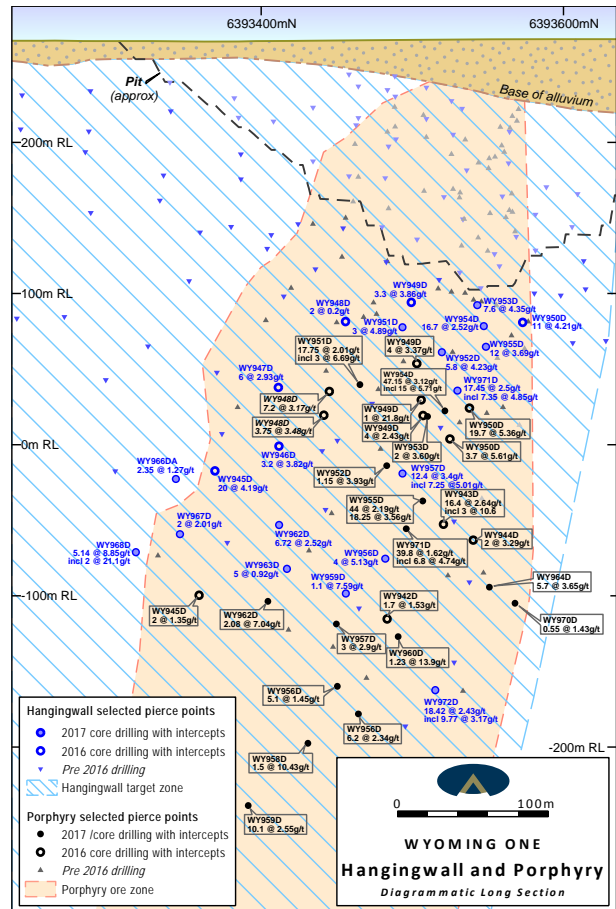 6393400mN
6393600mN
Pit
(approx)
Base of alluvium
200m RL
100m RL
100m RL
WY949D
3.3 @ 3.86g/t
WY953D
7.6 @ 4.35g/t
WY948D
2 @ 0.2g/t
WY951D
3 @ 4.89g/t
WY954D
16.7 @ 2.52g/t
WY950D
11 @ 4.21g/t
WY951D
17.75 @ 2.01g/t
incl 3 @ 6.69g/t
WY949D
4 @ 3.37g/t
WY952D
5.8 @ 4.23g/t
WY955D
12 @ 3.69g/t
WY947D
6 @ 2.93g/t
WY954D
47.15 @ 3.12g/t
incl 15 @ 5.71g/t
WY971D
17.45 @ 2.5g/t
incl 7.35 @ 4.85g/t
WY948D
7.2 @ 3.17g/t
WY949D
1 @ 21.8g/t
WY948D
3.75 @ 3.48g/t
WY949D
4 @ 2.43g/t
WY950D
19.7 @ 5.36g/t
0m RL
0m RL
WY946D
3.2 @ 3.82g/t
WY953D
2 @ 3.60g/t
WY950D
3.7 @ 5.61g/t
WY966DA
2.35 @ 1.27g/t
WY945D
20 @ 4.19g/t
WY952D
1.15 @ 3.93g/t
WY957D
12.4 @ 3.4g/t
incl 7.25 @5.01g/t
WY955D
44 @ 2.19g/t
18.25 @ 3.56g/t
WY943D
16.4 @ 2.64g/t
incl 3 @ 10.6
WY967D
2 @ 2.01g/t
WY962D
6.72 @ 2.52g/t
WY971D
39.8 @ 1.62g/t
incl 6.8 @ 4.74g/t
WY944D
2 @ 3.29g/t
WY968D
5.14 @ 8.85g/t
incl 2 @ 21.1g/t
WY963D
5 @ 0.92g/t
WY956D
4 @ 5.13g/t
WY959D
1.1 @ 7.59g/t
WY964D
5.7 @ 3.65g/t
-100m RL
-100m RL
WY945D
2 @ 1.35g/t
WY962D
2.08 @ 7.04g/t
WY942D
1.7 @ 1.53g/t
WY970D
0.55 @ 1.43g/t
WY957D
3 @ 2.9g/t
WY960D
1.23 @ 13.9g/t
WY956D
5.1 @ 1.45g/t
WY972D
18.42 @ 2.43g/t
incl 9.77 @ 3.17g/t
WY956D
6.2 @ 2.34g/t
-200m RL
WY958D
1.5 @ 10.43g/t
WY959D
10.1 @ 2.55g/t
Hangingwall selected pierce points
2017 core drilling with intercepts
2016 core drilling with intercepts
Pre 2016 drilling
Hangingwall target zone
Porphyry selected pierce points
2017 /core drilling with intercepts
2016 core drilling with intercepts
Pre 2016 drilling
Porphyry ore zone
0 100m
WYOMING ONE
Hangingwall and Porphyry
Diagrammatic Long Section